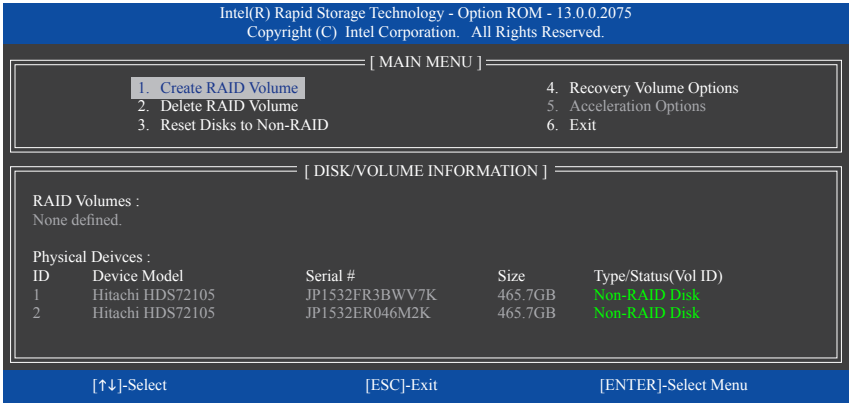 Intel(R) Rapid Storage Technology - Option ROM - 13.0.0.2075
Copyright (C) Intel Corporation. All Rights Reserved.
[ MAIN MENU ]
1. Create RAID Volume 4. Recovery Volume Options
2. Delete RAID Volume 5. Acceleration Options
3. Reset Disks to Non-RAID 6. Exit
[ DISK/VOLUME INFORMATION ]
RAID Volumes :
None defined.
Physical Deivces :
ID Device Model Serial # Size Type/Status(Vol ID)
1 Hitachi HDS72105 JP1532FR3BWV7K 465.7GB Non-RAID Disk
2 Hitachi HDS72105 JP1532ER046M2K 465.7GB Non-RAID Disk
[↑↓]-Select [ESC]-Exit [ENTER]-Select Menu